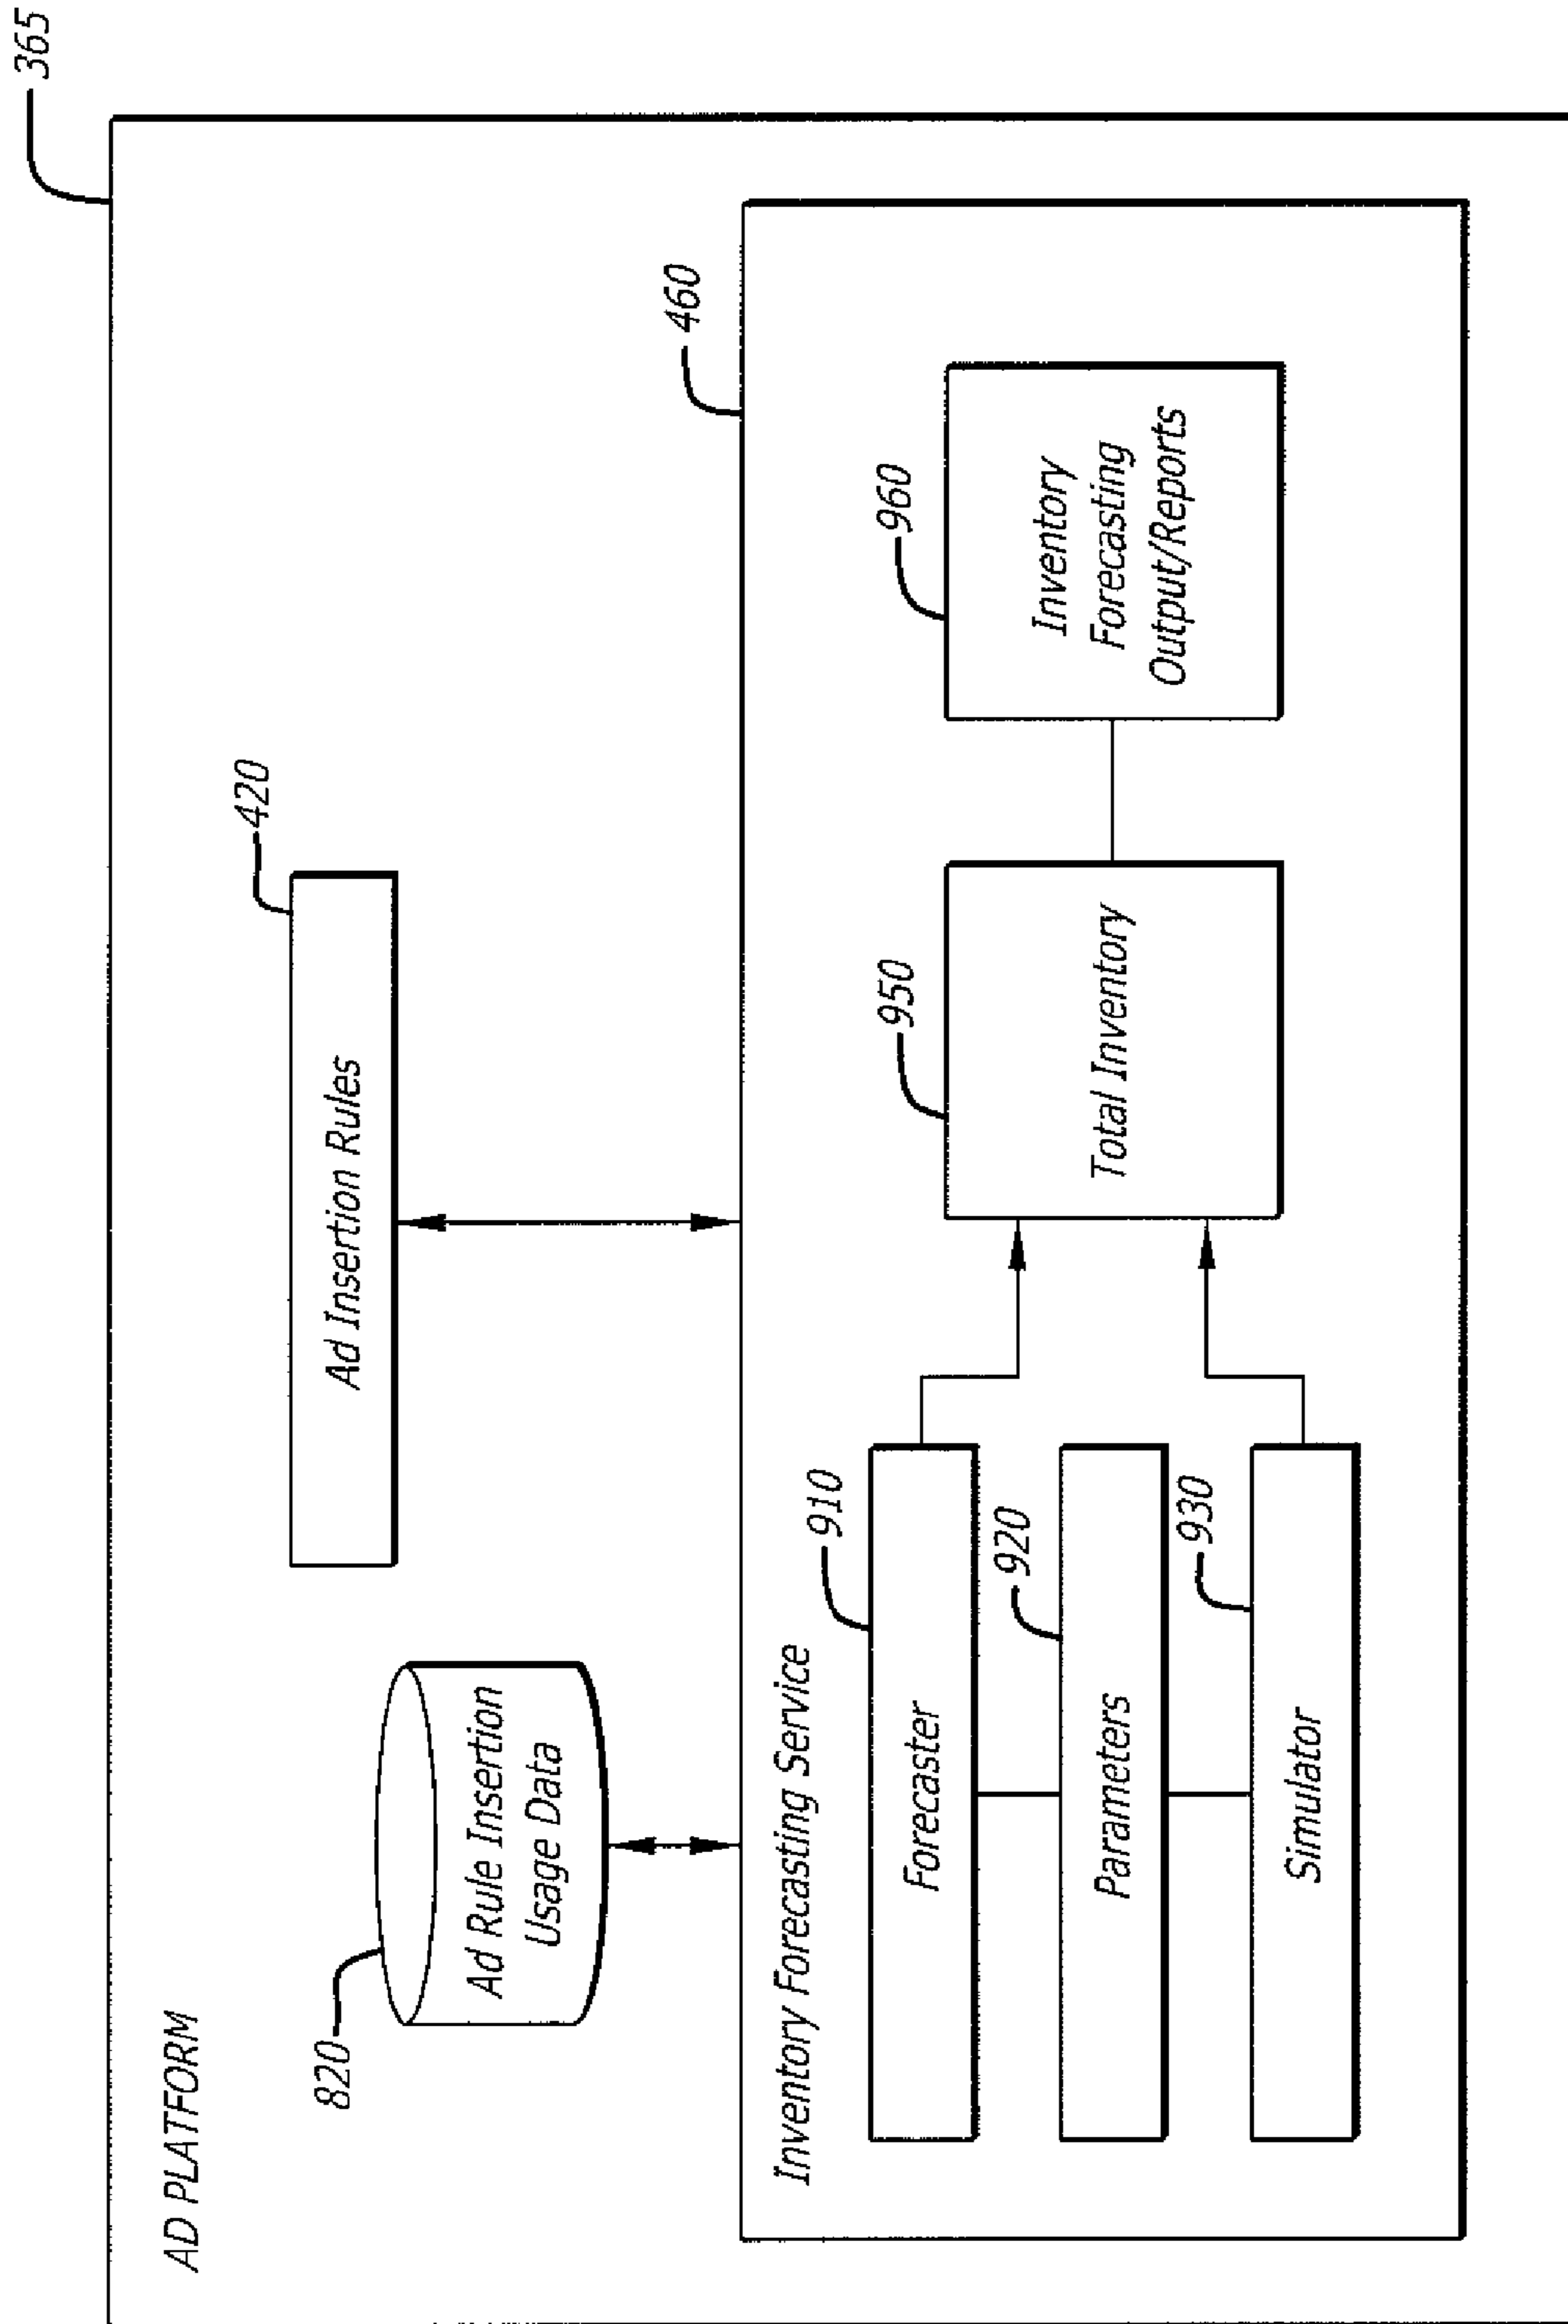 365
AD PLATFORM
420
Ad Insertion Rules
820
Ad Rule Insertion
Usage Data
460
Inventory Forecasting Service
910
Forecaster
920
Parameters
930
Simulator
950
Total Inventory
960
Inventory
Forecasting
Output/Reports